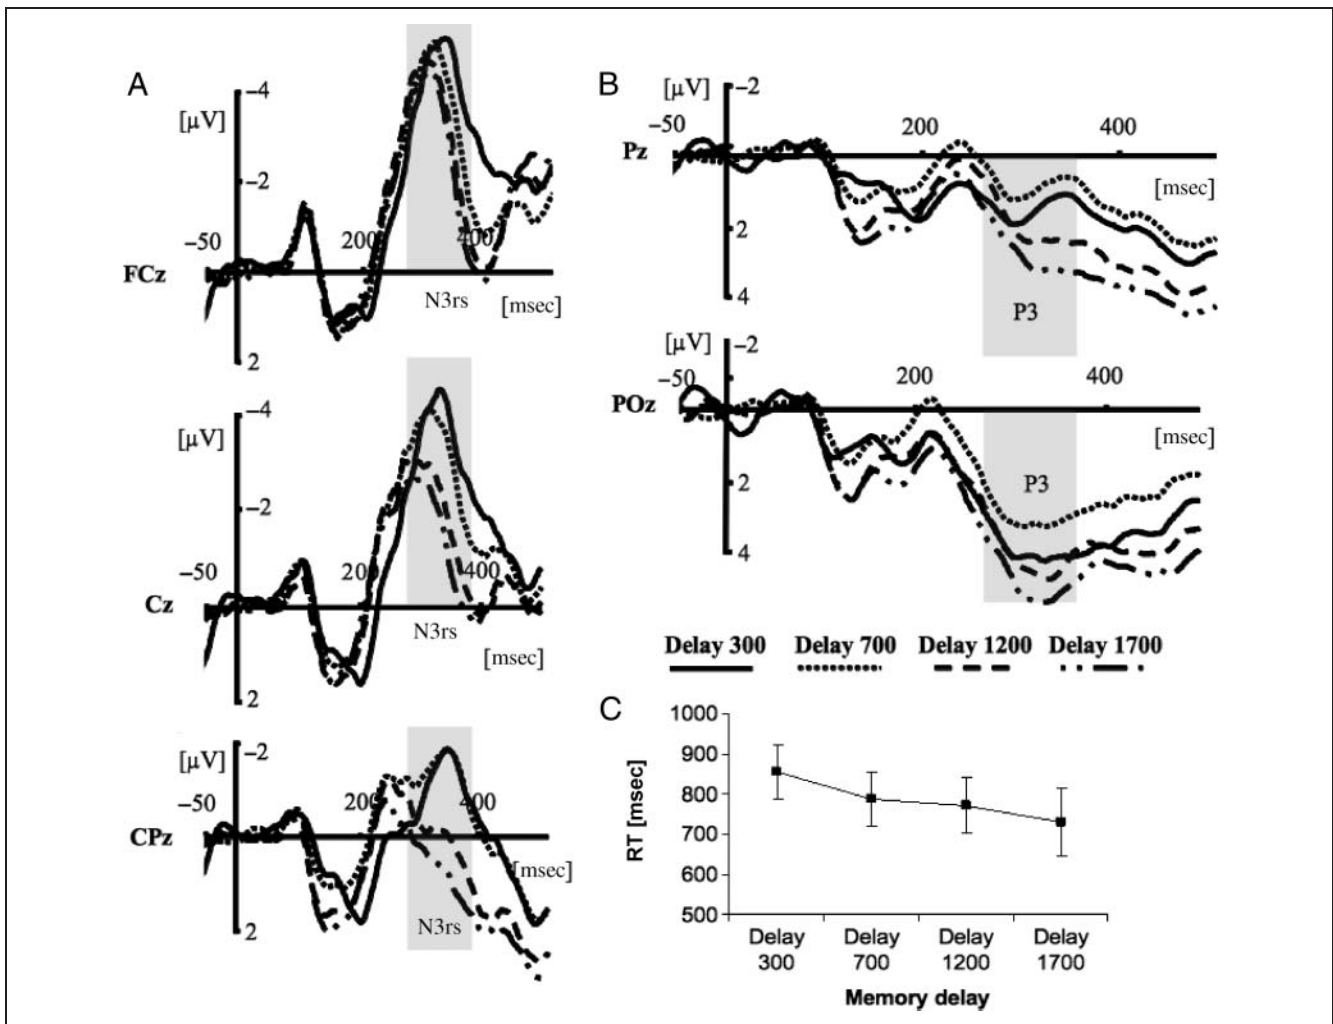 A
[µV]
−4
−2
−50
200
400
FCz
N3rs
[msec]
2
[µV]
−4
−2
−50
200
400
Cz
N3rs
[msec]
2
[µV]
−2
−50
200
400
CPz
[msec]
N3rs
2
B
[µV]
−2
−50
200
400
Pz
[msec]
2
4
P3
[µV]
−2
−50
200
400
POz
[msec]
2
P3
4
Delay 300 Delay 700 Delay 1200 Delay 1700
C
1000
900
800
700
600
500
RT [msec]
Delay Delay Delay Delay
300 700 1200 1700
Memory delay